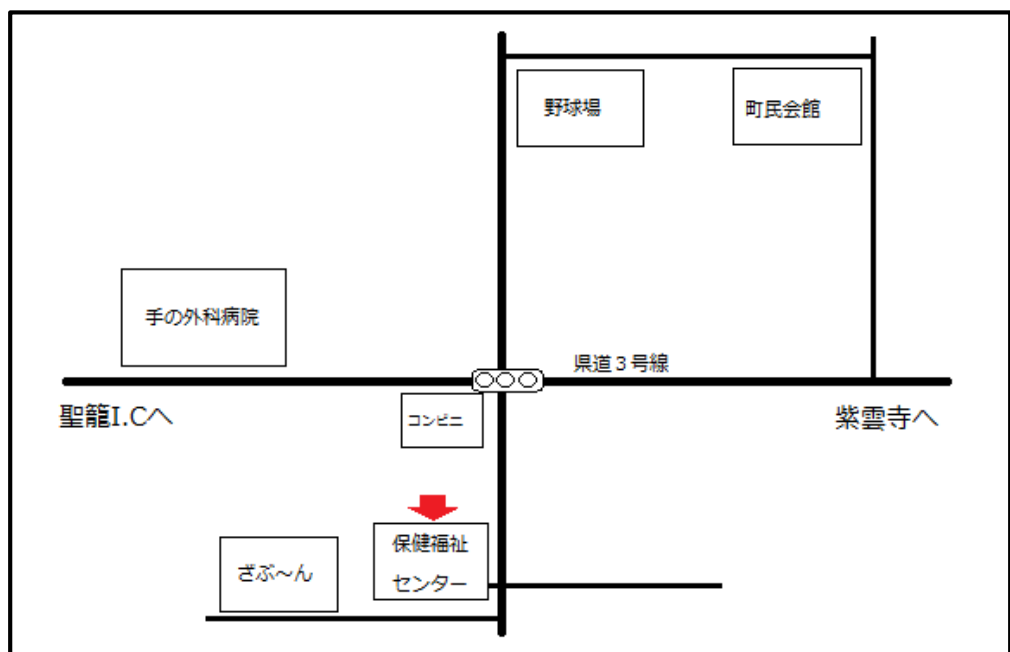 野球場
町民会館
手の外科病院
県道3号線
聖籠I.Cへ
コンビニ
紫雲寺へ
保健福祉
センター
ざぶ～ん